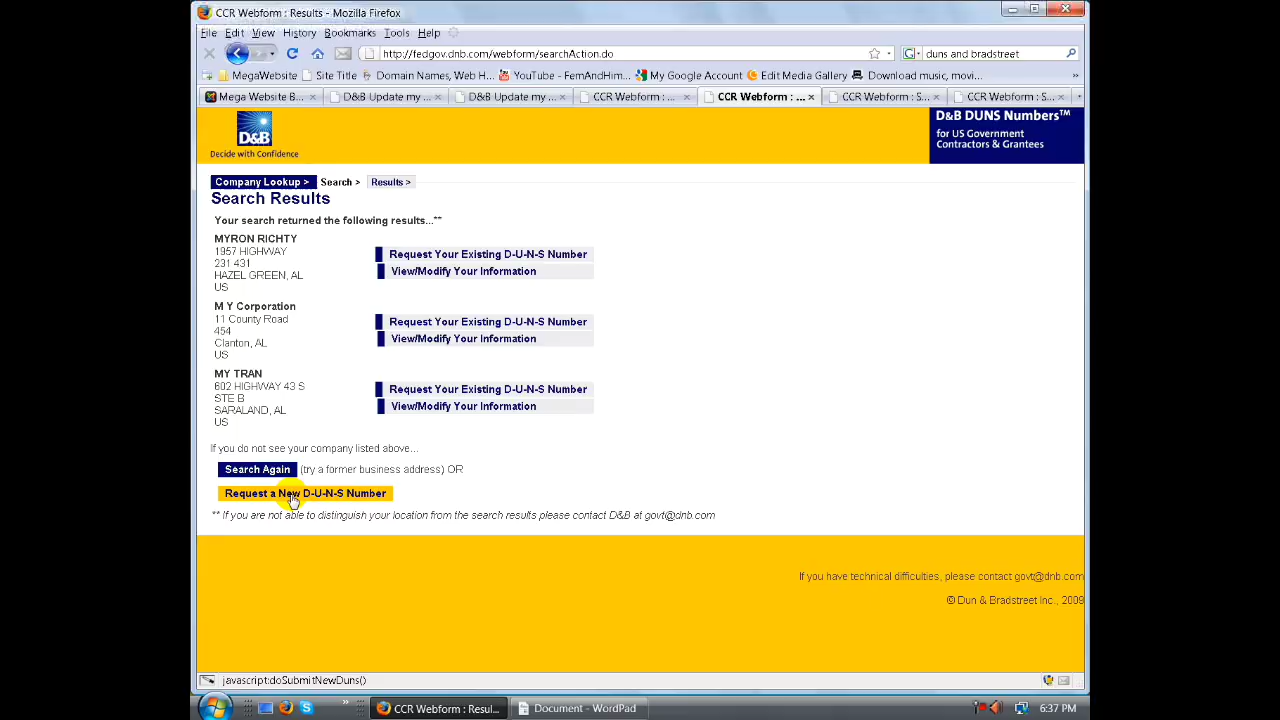 CCR Webform : Results - Mozilla Firefox
File Edit View History Bookmarks Tools Help
http://fedgov.dnb.com/webform/searchAction.do
duns and bradstreet
MegaWebsite Site Title Domain Names, Web H... YouTube - FemAndHim... My Google Account Edit Media Gallery Download music, movi... »
Mega Website B... D&B Update my ... D&B Update my ... CCR Webform : ... CCR Webform : ... CCR Webform : S... CCR Webform : S...
D&B
Decide with Confidence
D&B DUNS Numbers™
for US Government
Contractors & Grantees
Company Lookup > Search > Results >
Search Results
Your search returned the following results...**
MYRON RICHTY
1957 HIGHWAY
231 431
HAZEL GREEN, AL
US
Request Your Existing D-U-N-S Number
View/Modify Your Information
M Y Corporation
11 County Road
454
Clanton, AL
US
Request Your Existing D-U-N-S Number
View/Modify Your Information
MY TRAN
602 HIGHWAY 43 S
STE B
SARALAND, AL
US
Request Your Existing D-U-N-S Number
View/Modify Your Information
If you do not see your company listed above...
Search Again (try a former business address) OR
Request a New D-U-N-S Number
** If you are not able to distinguish your location from the search results please contact D&B at govt@dnb.com
If you have technical difficulties, please contact govt@dnb.com
© Dun & Bradstreet Inc., 2009
javascript:doSubmitNewDuns()
» CCR Webform : Resul... Document - WordPad 6:37 PM